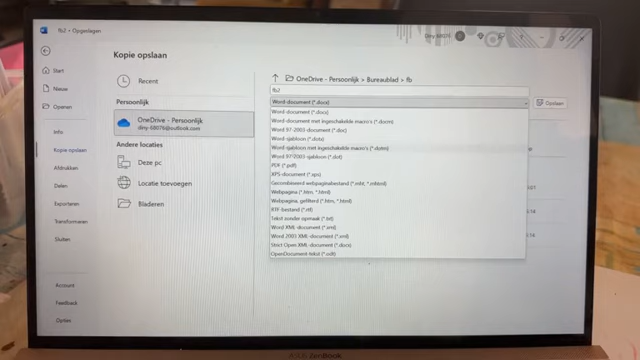 fb2 • Opgeslagen
Kopie opslaan
Start
Nieuw
Openen
Info
Kopie opslaan
Afdrukken
Delen
Exporteren
Transformeren
Sluiten
Account
Feedback
Opties
Recent
Persoonlijk
OneDrive - Persoonlijk
Andere locaties
Deze pc
Locatie toevoegen
Bladeren
OneDrive - Persoonlijk > Bureaublad > fb
fb2
Word-document (*.docx)
Opslaan
Word-document (*.docx)
Word-document met ingeschakelde macro's (*.docm)
Word 97-2003-document (*.doc)
Word-sjabloon (*.dotx)
Word-sjabloon met ingeschakelde macro's (*.dotm)
Word 97-2003-sjabloon (*.dot)
PDF (*.pdf)
XPS-document (*.xps)
Gecombineerd webpaginabestand (*.mht, *.mhtml)
Webpagina (*.htm, *.html)
Webpagina, gefilterd (*.htm, *.html)
RTF-bestand (*.rtf)
Tekst zonder opmaak (*.txt)
Word XML-document (*.xml)
Word 2003 XML-document (*.xml)
Strict Open XML-document (*.docx)
OpenDocument-tekst (*.odt)
ASUS ZenBook